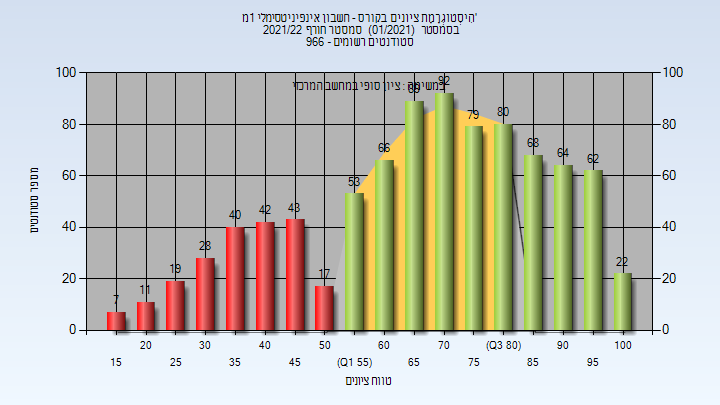 היסטוגרמת ציונים בקורס - חשבון אינפיניטסימלי 1מ'
בסמסטר (01/2021) סמסטר חורף 2021/22
סטודנטים רשומים - 966
במשימה : ציון סופי במחשב המרכזי
מספר סטודנטים
100 100
80 80
60 60
40 40
20 20
0 0
7 11 19 28 40 42 43 17 53 66 89 92 79 80 68 64 62 22
20 30 40 50 60 70 (Q3 80) 90 100
15 25 35 45 (Q1 55) 65 75 85 95
טווח ציונים